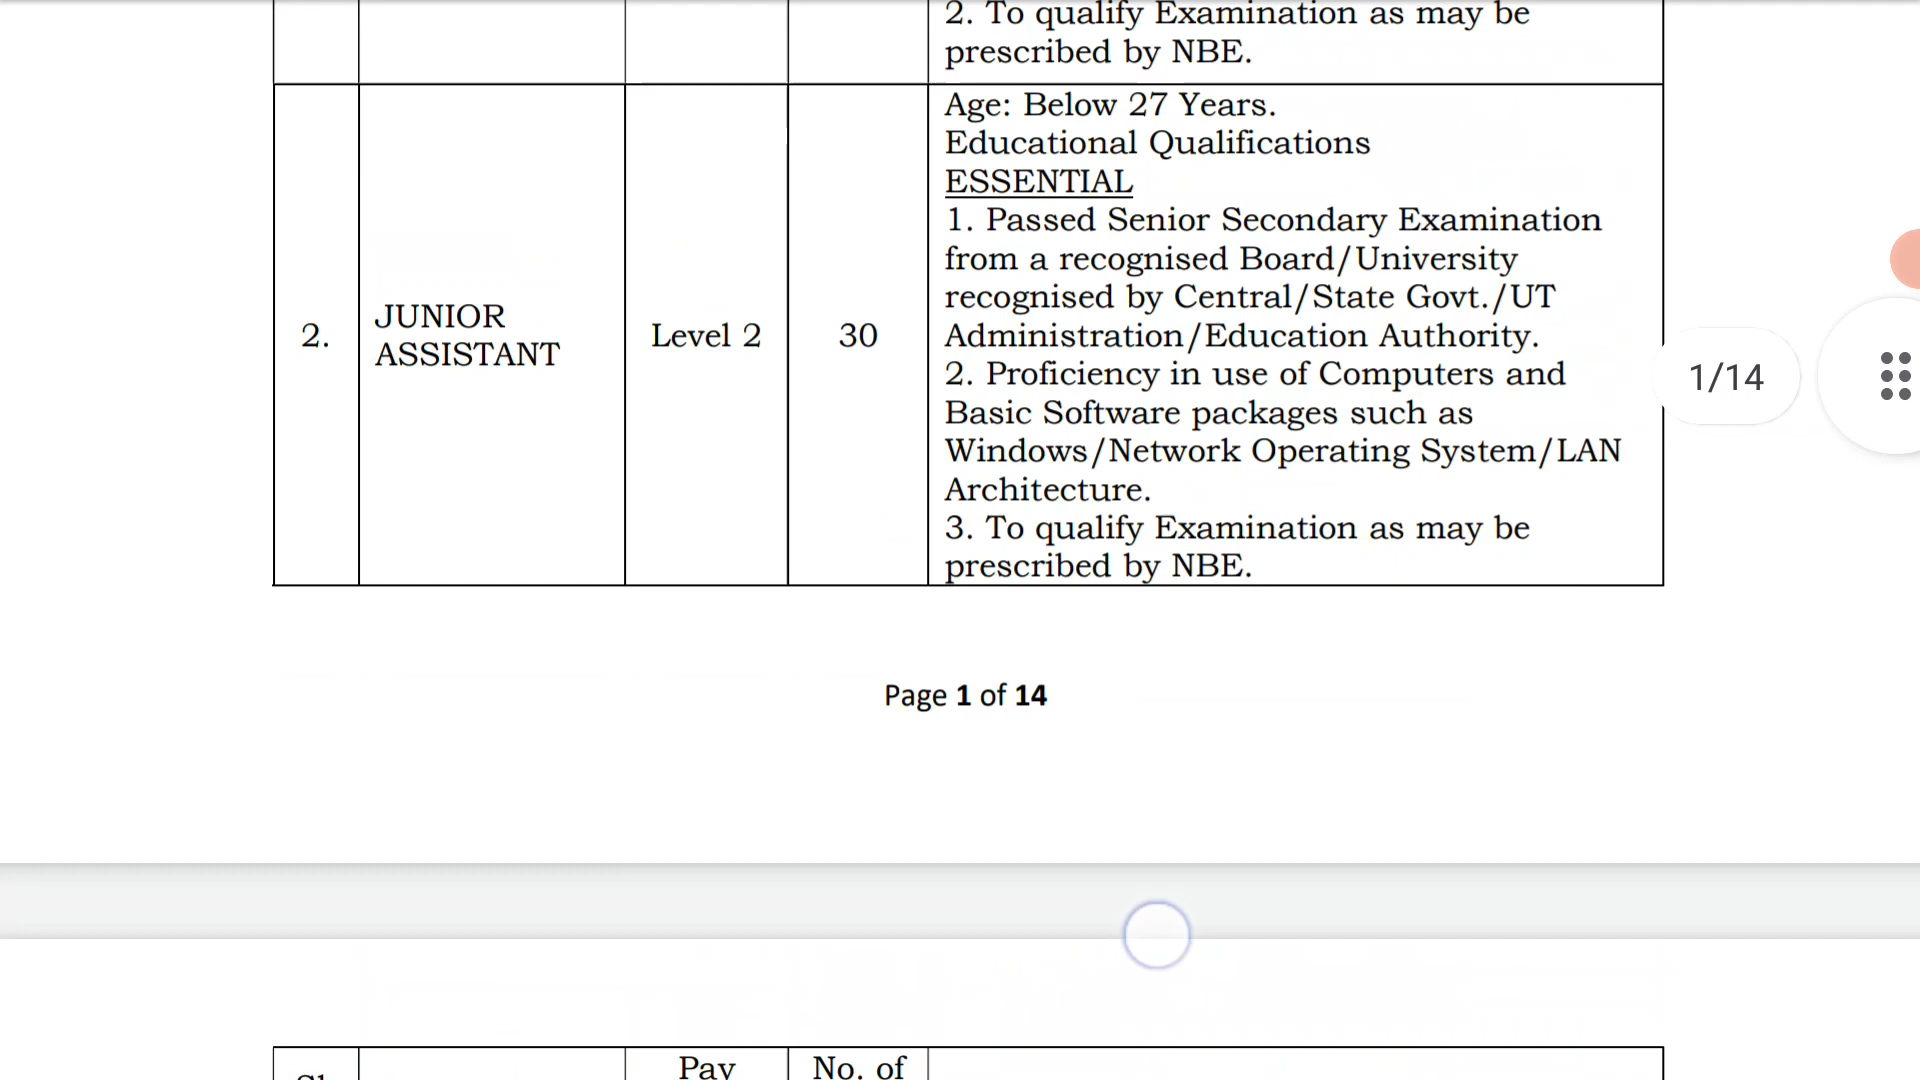 2. To qualify Examination as may be
prescribed by NBE.
2.
JUNIOR
ASSISTANT
Level 2
30
Age: Below 27 Years.
Educational Qualifications
ESSENTIAL
1. Passed Senior Secondary Examination
from a recognised Board/University
recognised by Central/State Govt./UT
Administration/Education Authority.
2. Proficiency in use of Computers and
Basic Software packages such as
Windows/Network Operating System/LAN
Architecture.
3. To qualify Examination as may be
prescribed by NBE.
1/14
Page 1 of 14
Pay
No. of